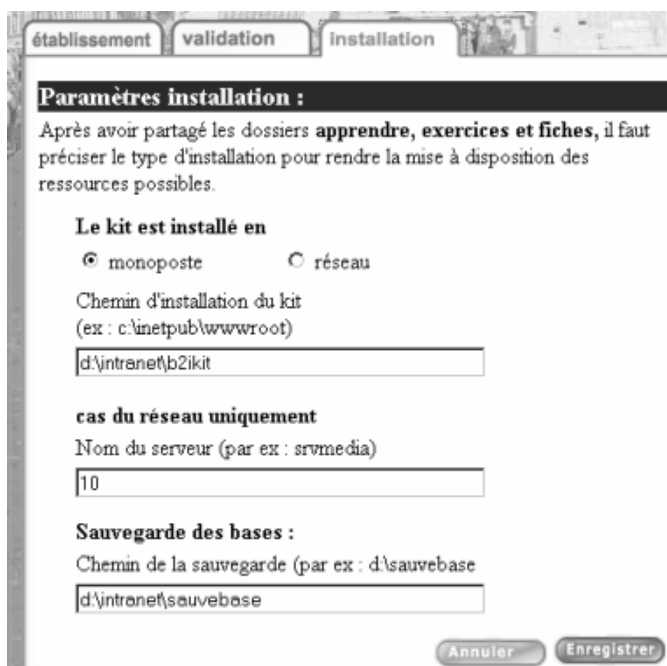 établissement validation installation
Paramètres installation :
Après avoir partagé les dossiers apprendre, exercices et fiches, il faut
préciser le type d'installation pour rendre la mise à disposition des
ressources possibles.
Le kit est installé en
monoposte réseau
Chemin d'installation du kit
(ex : c:\inetpub\wwwroot)
d:\intranet\b2ikit
cas du réseau uniquement
Nom du serveur (par ex : srvmedia)
10
Sauvegarde des bases :
Chemin de la sauvegarde (par ex : d:\sauvebase
d:\intranet\sauvebase
Annuler Enregistrer